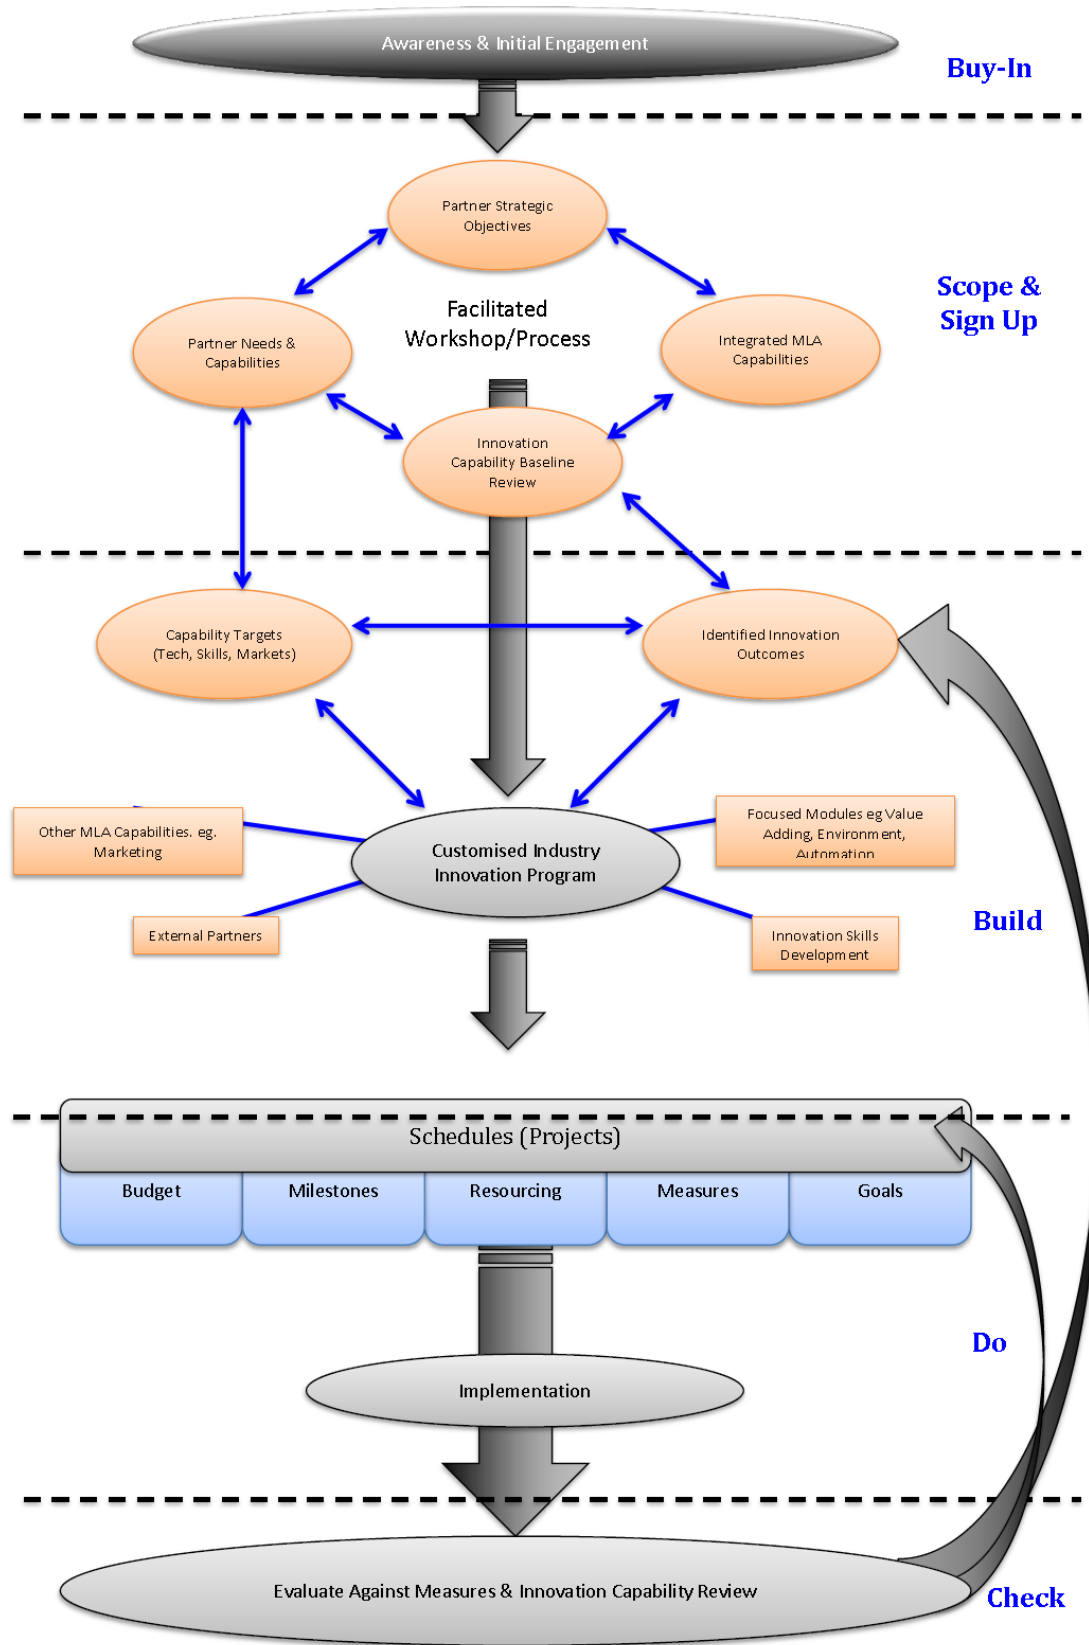 Awareness & Initial Engagement
Buy-In
Partner Strategic
Objectives
Scope &
Sign Up
Facilitated
Workshop/Process
Partner Needs &
Capabilities
Integrated MLA
Capabilities
Innovation
Capability Baseline
Review
Capability Targets
(Tech, Skills, Markets)
Identified Innovation
Outcomes
Other MLA Capabilities. eg.
Marketing
Focused Modules eg Value
Adding, Environment,
Automation
Customised Industry
Innovation Program
External Partners
Innovation Skills
Development
Build
Schedules (Projects)
Budget
Milestones
Resourcing
Measures
Goals
Do
Implementation
Evaluate Against Measures & Innovation Capability Review
Check